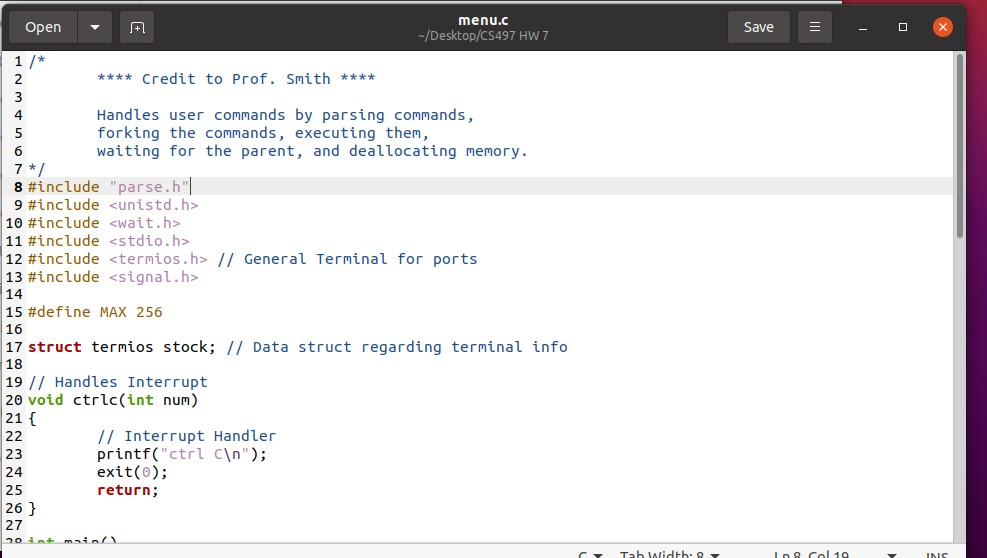 Open
menu.c
~/Desktop/CS497 HW 7
Save
1 /*
2 **** Credit to Prof. Smith ****
3
4 Handles user commands by parsing commands,
5 forking the commands, executing them,
6 waiting for the parent, and deallocating memory.
7 */
8 #include "parse.h"
9 #include <unistd.h>
10 #include <wait.h>
11 #include <stdio.h>
12 #include <termios.h> // General Terminal for ports
13 #include <signal.h>
14
15 #define MAX 256
16
17 struct termios stock; // Data struct regarding terminal info
18
19 // Handles Interrupt
20 void ctrlc(int num)
21 {
22 // Interrupt Handler
23 printf("ctrl C\n");
24 exit(0);
25 return;
26 }
27
28 int main()
C Tab Width: 8 Ln 8, Col 19 INS